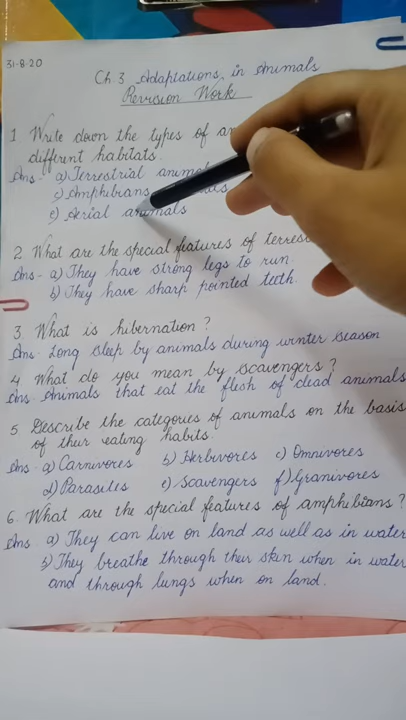 31-8-20
Ch.3 Adaptations in Animals
Revision Work
1 Write down the types of
different habitats.
Ans- a) Terrestrial
c) Amphibians
e) Aerial animals
2. What are the special features of
Ans- a) They have strong legs to run.
b) They have sharp pointed teeth.
3. What is hibernation?
Ans. Long sleep by animals during winter season
4. What do you mean by scavengers?
Ans. Animals that eat the flesh of dead animals
5. Describe the categories of animals on the basis
of their eating habits.
Ans- a) Carnivores b) Herbivores c) Omnivores
d) Parasites e) Scavengers f) Granivores
6. What are the special features of amphibians?
Ans. a) They can live on land as well as in water
b) They breathe through their skin when in water
and through lungs when on land.